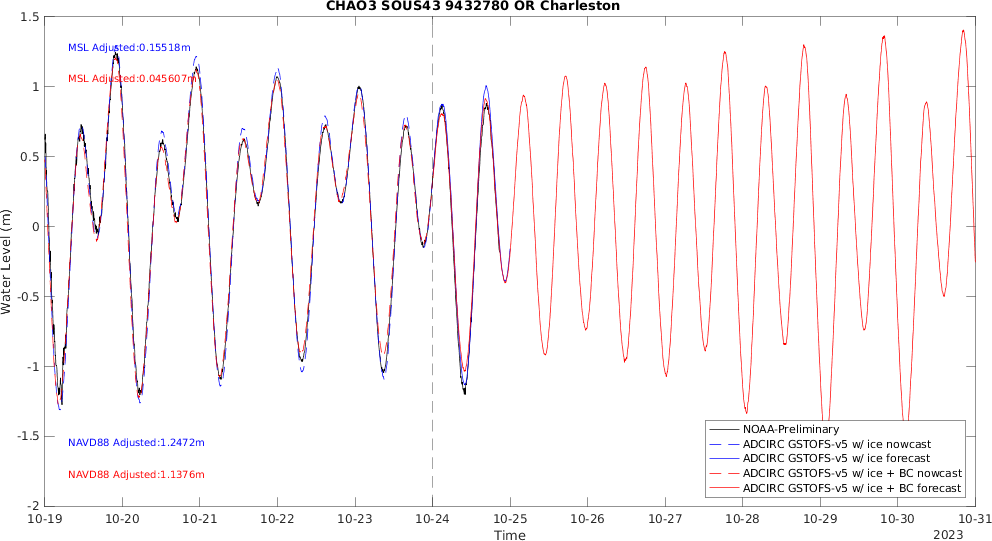 CHAO3 SOUS43 9432780 OR Charleston
1.5
1
0.5
0
-0.5
-1
-1.5
-2
Water Level (m)
MSL Adjusted:0.15518m
MSL Adjusted:0.045607m
NAVD88 Adjusted:1.2472m
NAVD88 Adjusted:1.1376m
NOAA-Preliminary
ADCIRC GSTOFS-v5 w/ ice nowcast
ADCIRC GSTOFS-v5 w/ ice forecast
ADCIRC GSTOFS-v5 w/ ice + BC nowcast
ADCIRC GSTOFS-v5 w/ ice + BC forecast
10-19 10-20 10-21 10-22 10-23 10-24 10-25 10-26 10-27 10-28 10-29 10-30 10-31
Time
2023